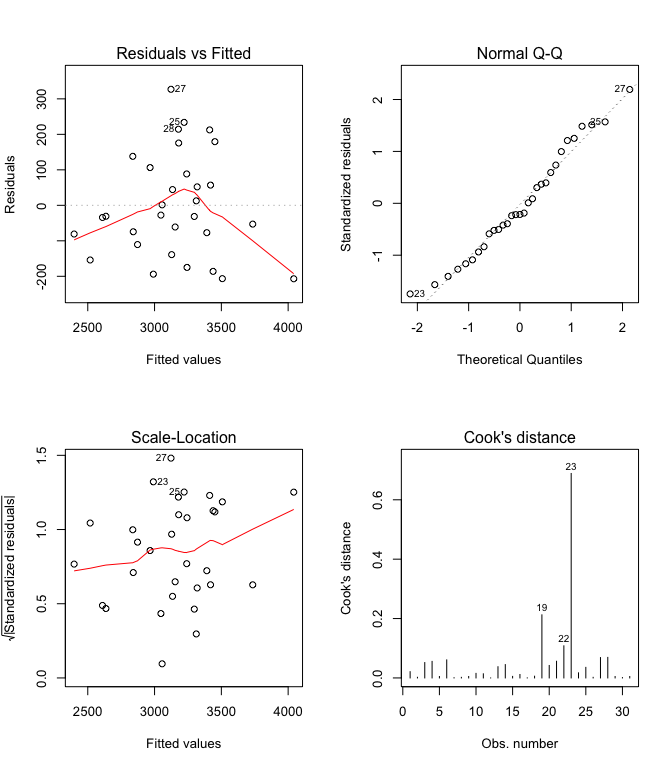 Residuals vs Fitted
Residuals
300
200
100
0
-200
27
25
28
2500 3000 3500 4000
Fitted values
Normal Q-Q
Standardized residuals
2
1
0
-1
27
25
23
-2 -1 0 1 2
Theoretical Quantiles
Scale-Location
√|Standardized residuals|
1.5
1.0
0.5
0.0
27
23
25
2500 3000 3500 4000
Fitted values
Cook's distance
Cook's distance
0.6
0.4
0.2
0.0
23
19
22
0 5 10 15 20 25 30
Obs. number